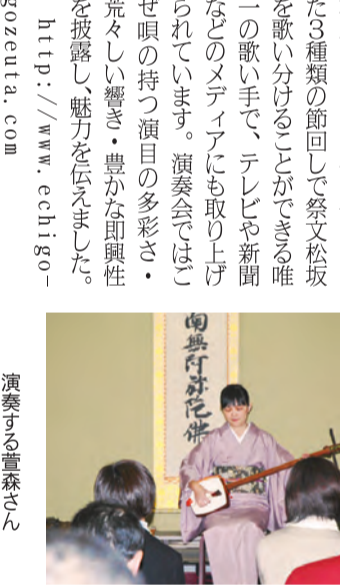 た３種類の節回しで祭文松坂
を歌い分けることができる唯
一の歌い手で、テレビや新聞
などのメディアにも取り上げ
られています。演奏会ではご
ぜ唄の持つ演目の多彩さ・
荒々しい響き・豊かな即興性
を披露し、魅力を伝えました。
http://www.echigo-
gozeuta.com
南無阿弥陀佛
演奏する萱森さん